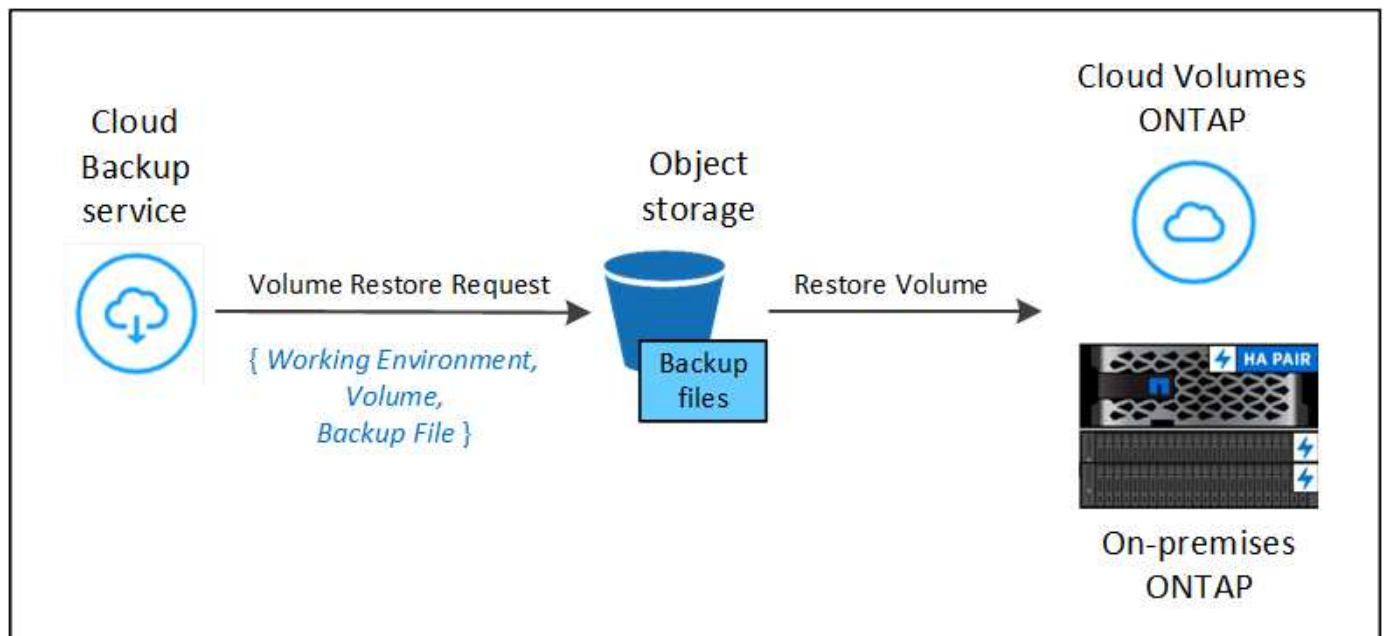 Cloud
Backup
service
Volume Restore Request
{ Working Environment,
Volume,
Backup File }
Object
storage
Backup
files
Restore Volume
Cloud Volumes
ONTAP
HA PAIR
On-premises
ONTAP